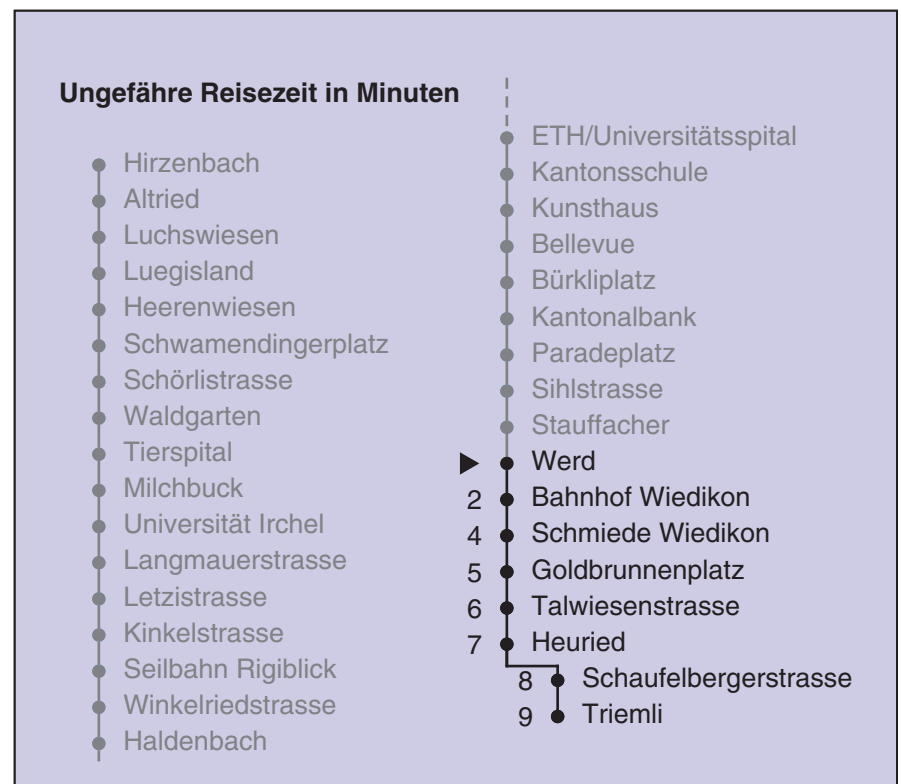 Ungefähre Reisezeit in Minuten
Hirzenbach
Altried
Luchswiesen
Luegisland
Heerenwiesen
Schwamendingerplatz
Schörlistrasse
Waldgarten
Tierspital
Milchbuck
Universität Irchel
Langmauerstrasse
Letzistrasse
Kinkelstrasse
Seilbahn Rigiblick
Winkelriedstrasse
Haldenbach
ETH/Universitätsspital
Kantonsschule
Kunsthaus
Bellevue
Bürkliplatz
Kantonalbank
Paradeplatz
Sihlstrasse
Stauffacher
Werd
2 Bahnhof Wiedikon
4 Schmiede Wiedikon
5 Goldbrunnenplatz
6 Talwiesenstrasse
7 Heuried
8 Schaufelbergerstrasse
9 Triemli